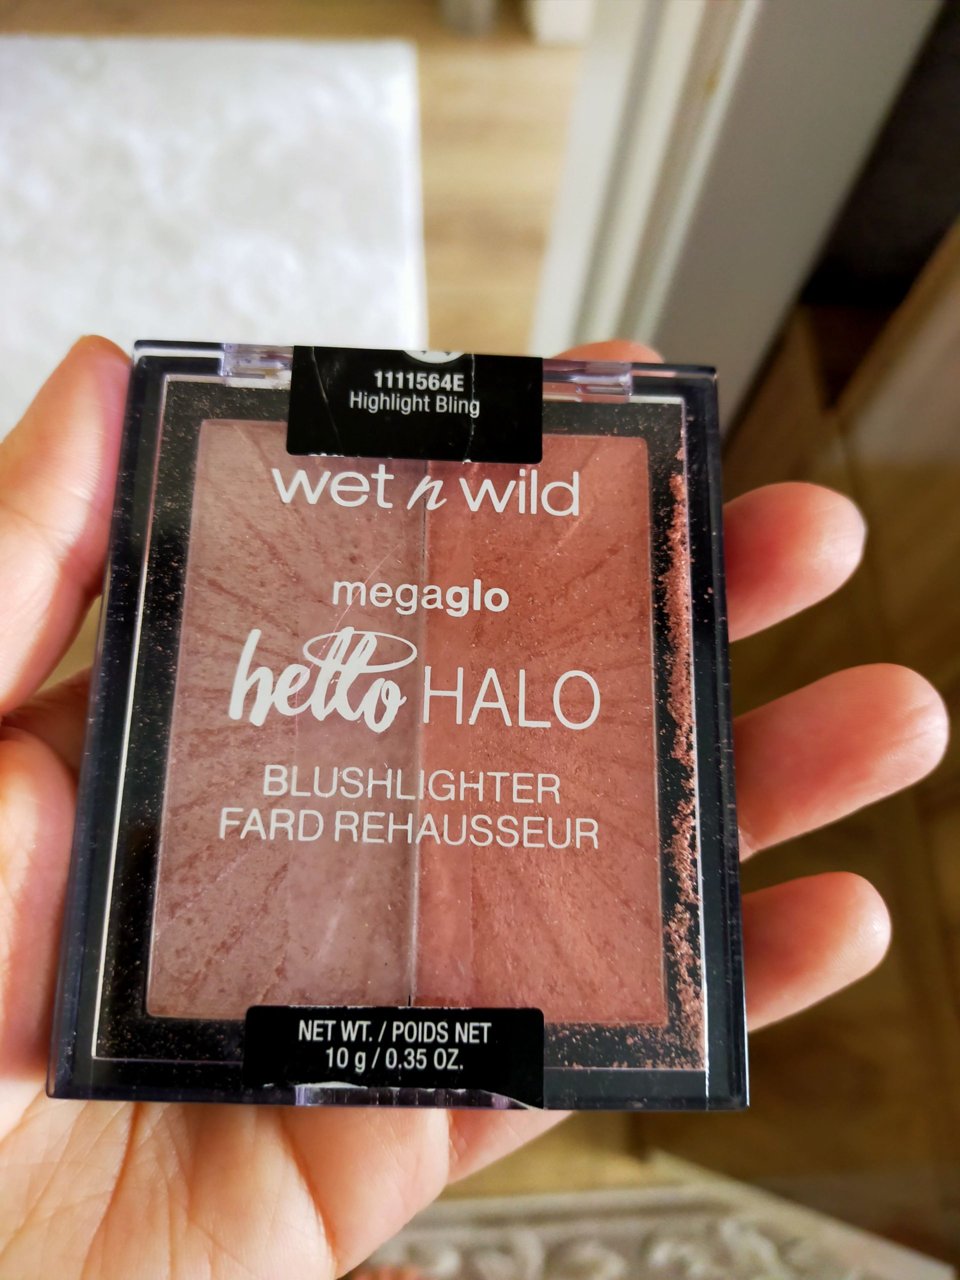 1111564E
Highlight Bling
wet n wild
megaglo
hello HALO
BLUSHLIGHTER
FARD REHAUSSEUR
NET WT. / POIDS NET
10 g / 0.35 OZ.